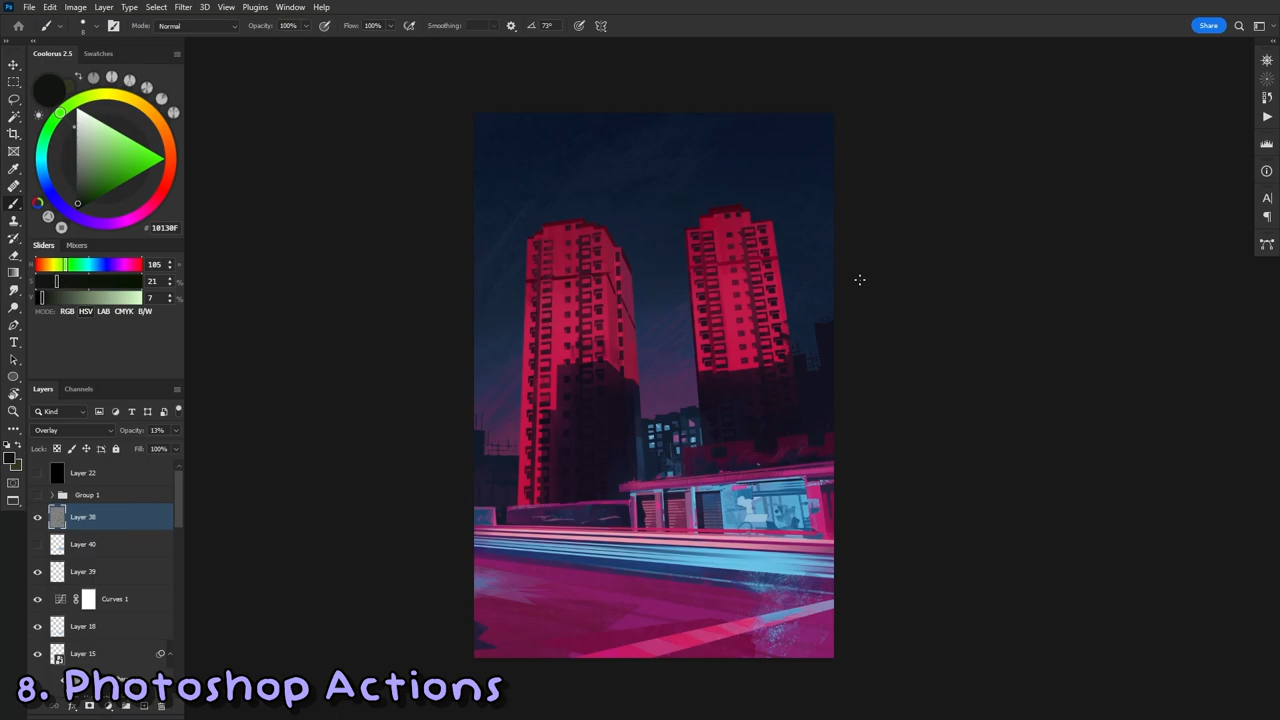 Ps File Edit Image Layer Type Select Filter 3D View Plugins Window Help
8 Mode: Normal Opacity: 100% Flow: 100% Smoothing: 73° Share
Coolorus 2.5 Swatches
# 10130F
Sliders Mixers
H 105 °
S 21 %
V 7 %
MODE: RGB HSV LAB CMYK B/W
Layers Channels
Kind
Overlay Opacity: 13%
Lock: Fill: 100%
Layer 22
Group 1
Layer 38
Layer 40
Layer 39
Curves 1
Layer 18
Layer 15
8. Photoshop Actions